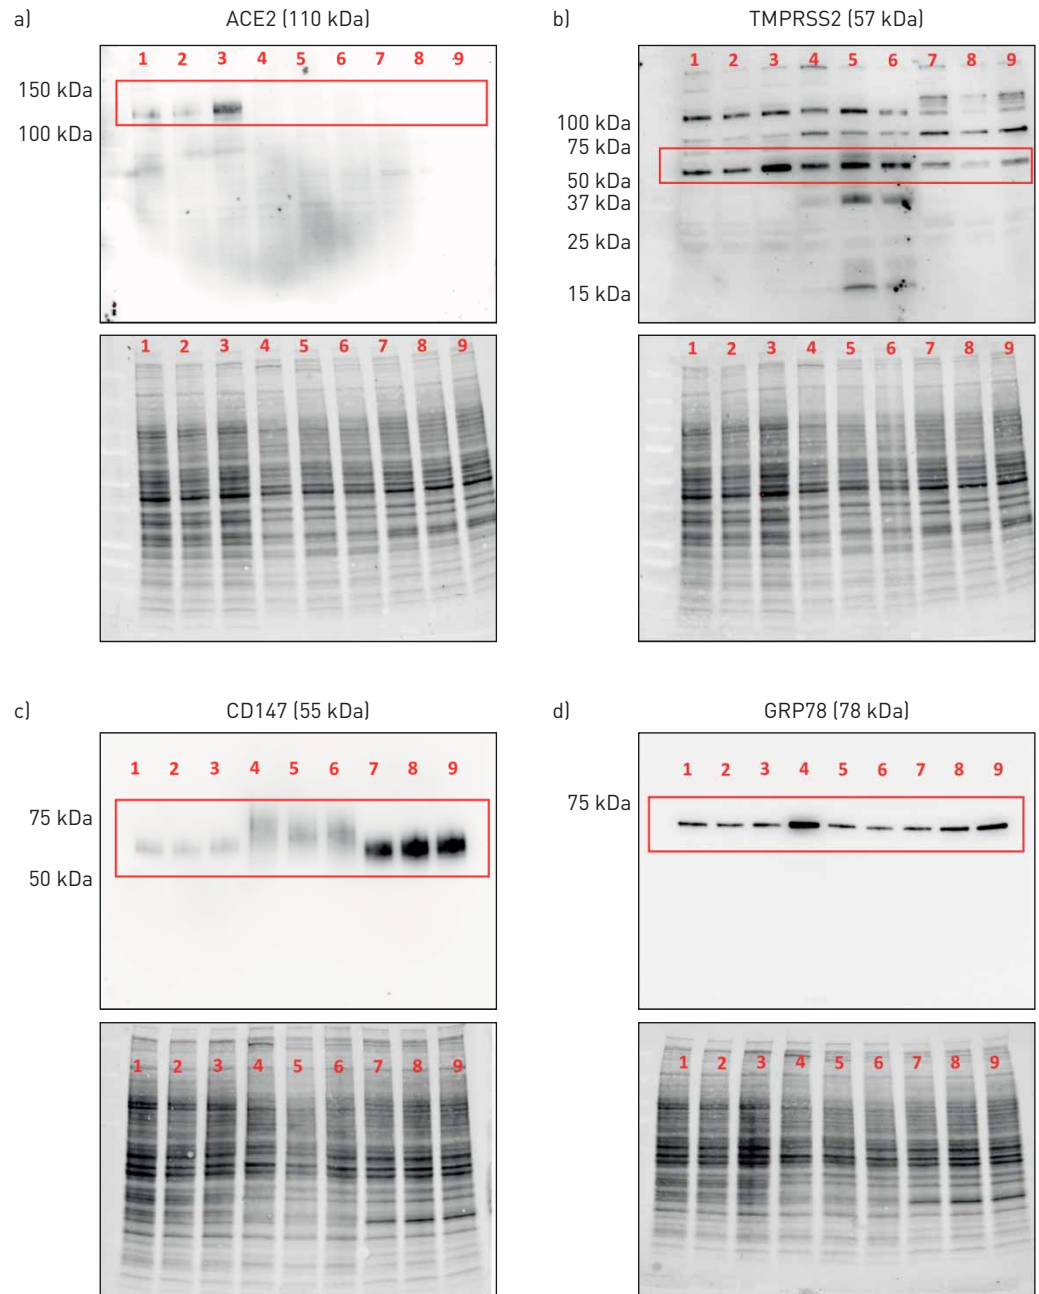 a)
ACE2 (110 kDa)
1 2 3 4 5 6 7 8 9
150 kDa
100 kDa
1 2 3 4 5 6 7 8 9
b)
TMPRSS2 (57 kDa)
1 2 3 4 5 6 7 8 9
100 kDa
75 kDa
50 kDa
37 kDa
25 kDa
15 kDa
1 2 3 4 5 6 7 8 9
c)
CD147 (55 kDa)
1 2 3 4 5 6 7 8 9
75 kDa
50 kDa
1 2 3 4 5 6 7 8 9
d)
GRP78 (78 kDa)
1 2 3 4 5 6 7 8 9
75 kDa
1 2 3 4 5 6 7 8 9